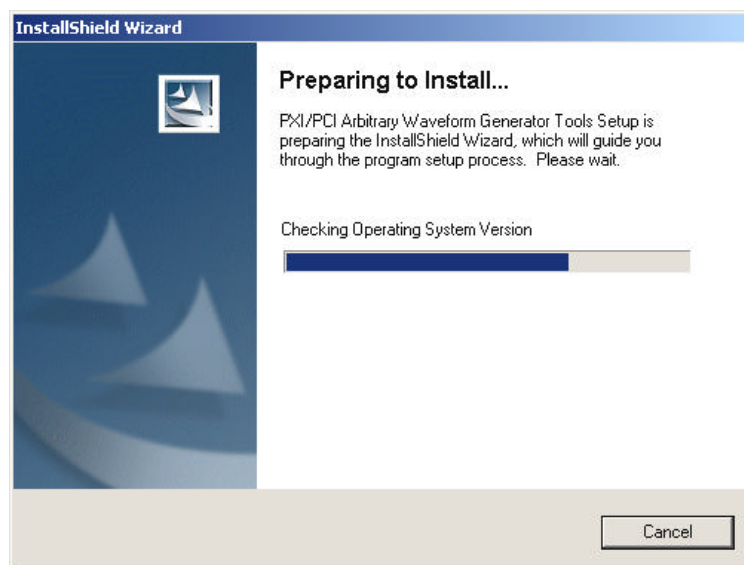 InstallShield Wizard
Preparing to Install...
PXI/PCI Arbitrary Waveform Generator Tools Setup is
preparing the InstallShield Wizard, which will guide you
through the program setup process. Please wait.
Checking Operating System Version
Cancel